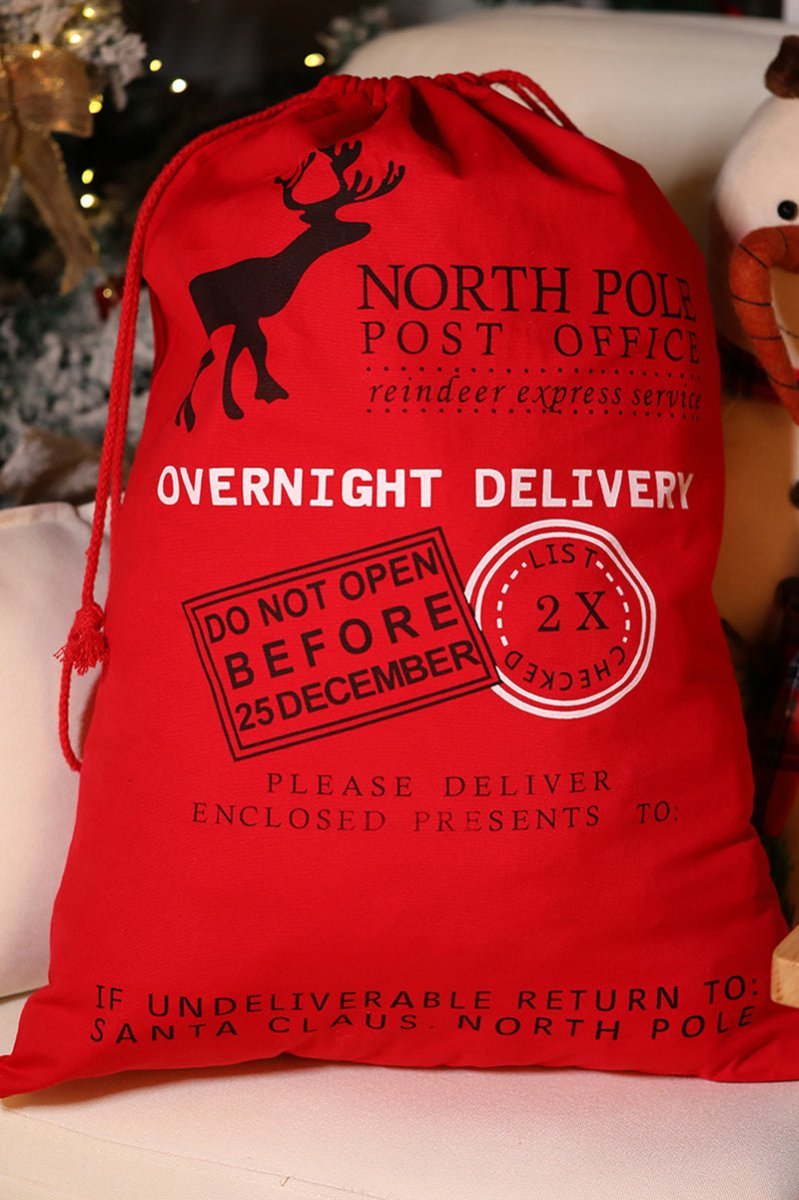 NORTH POLE
POST OFFICE
reindeer express service
OVERNIGHT DELIVERY
DO NOT OPEN
BEFORE
25 DECEMBER
LIST
2 X
CHECKED
PLEASE DELIVER
ENCLOSED PRESENTS TO:
IF UNDELIVERABLE RETURN TO:
SANTA CLAUS. NORTH POLE